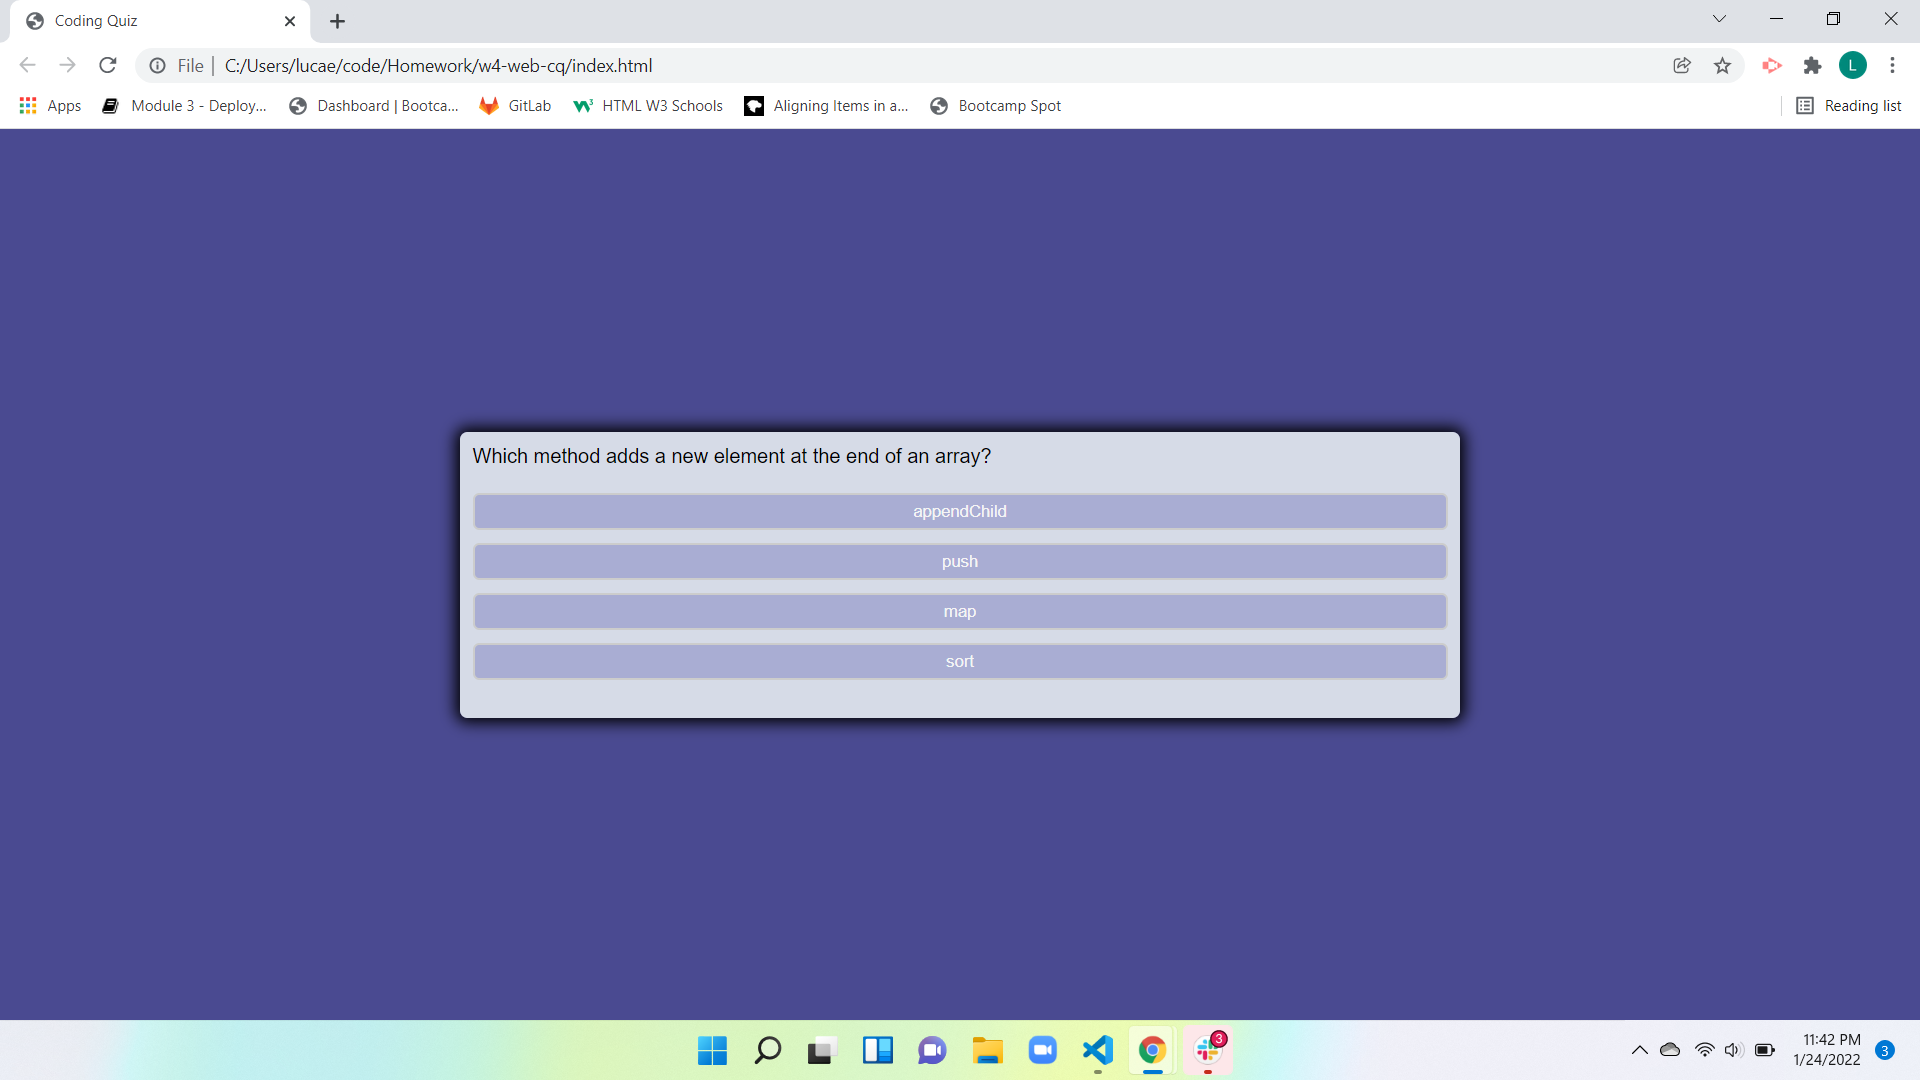 Coding Quiz
File | C:/Users/lucae/code/Homework/w4-web-cq/index.html
L
Apps Module 3 - Deploy... Dashboard | Bootca... GitLab W3 HTML W3 Schools Aligning Items in a... Bootcamp Spot Reading list
Which method adds a new element at the end of an array?
appendChild
push
map
sort
3
11:42 PM
1/24/2022
3